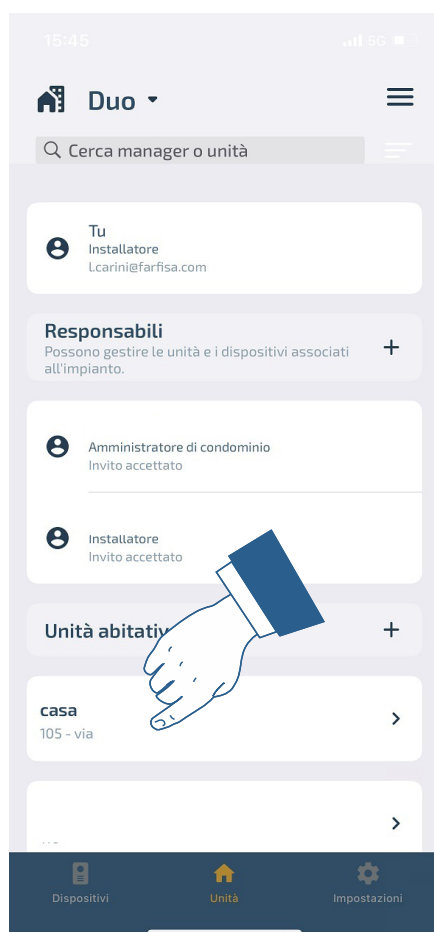 15:45
5G
Duo
Cerca manager o unità
Tu
Installatore
l.carini@farfisa.com
Responsabili
Possono gestire le unità e i dispositivi associati
all'impianto.
Amministratore di condominio
Invito accettato
Installatore
Invito accettato
Unità abitativ
casa
105 - via
Dispositivi
Unità
Impostazioni